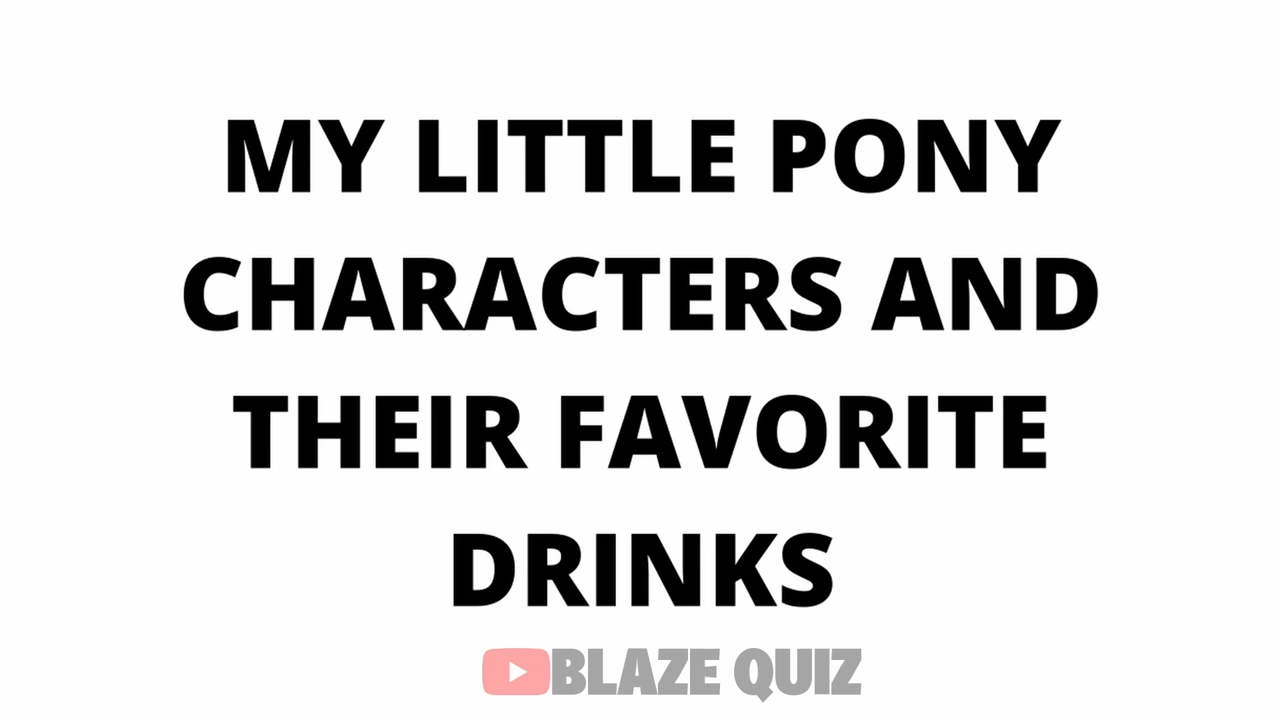 MY LITTLE PONY
CHARACTERS AND
THEIR FAVORITE
DRINKS
BLAZE QUIZ